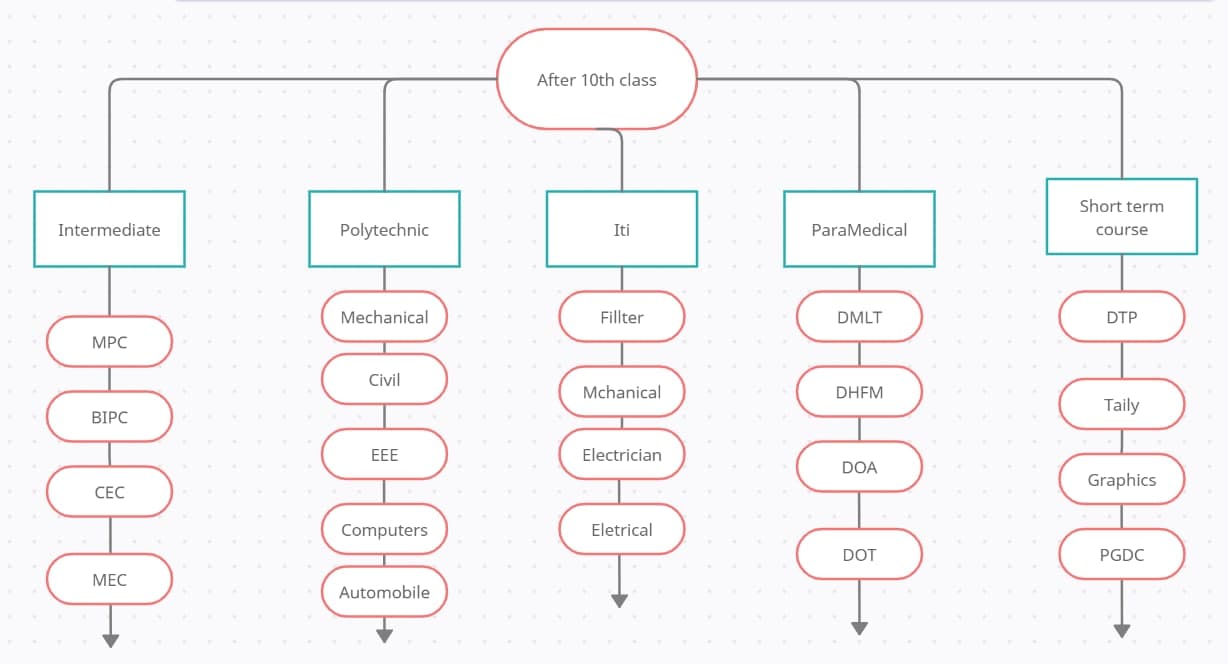 After 10th class
Intermediate
MPC
BIPC
CEC
MEC
Polytechnic
Mechanical
Civil
EEE
Computers
Automobile
Iti
Fillter
Mchanical
Electrician
Eletrical
ParaMedical
DMLT
DHFM
DOA
DOT
Short term
course
DTP
Taily
Graphics
PGDC